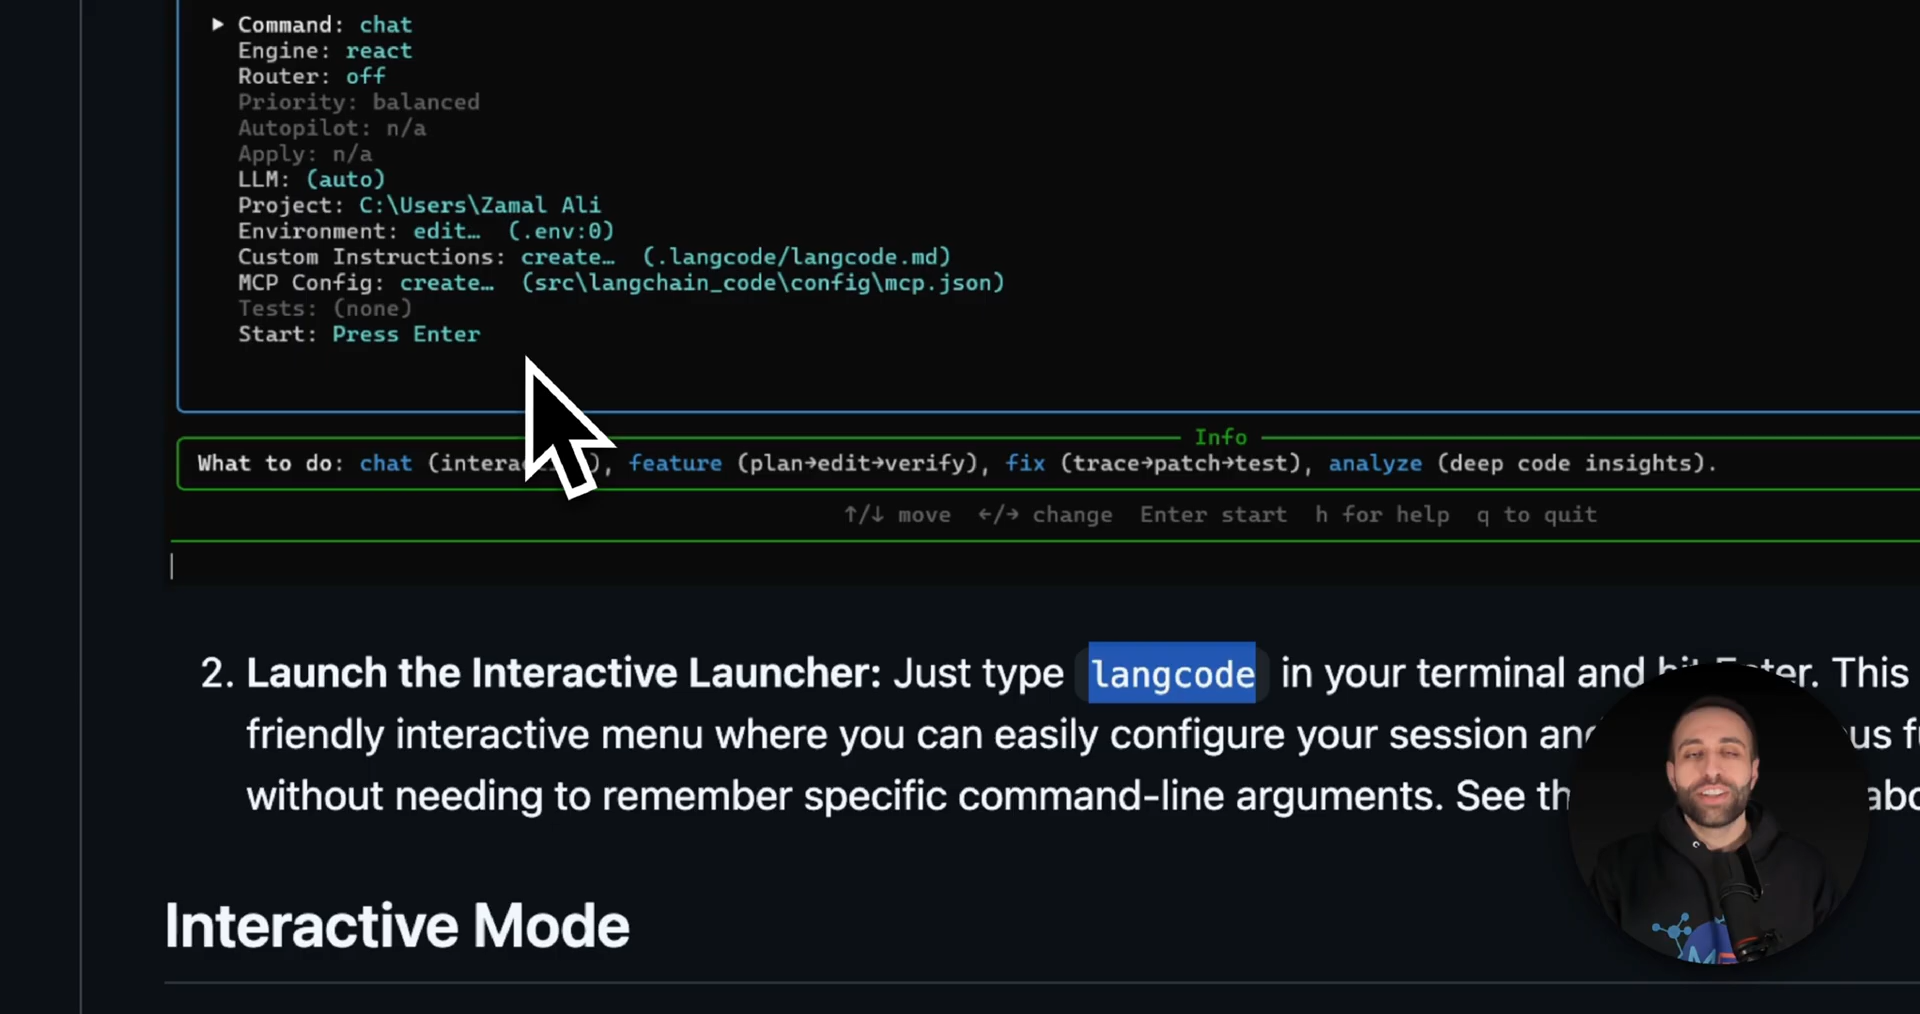 ▶ Command: chat
Engine: react
Router: off
Priority: balanced
Autopilot: n/a
Apply: n/a
LLM: (auto)
Project: C:\Users\Zamal Ali
Environment: edit… (.env:0)
Custom Instructions: create… (.langcode/langcode.md)
MCP Config: create… (src\langchain_code\config\mcp.json)
Tests: (none)
Start: Press Enter
Info
What to do: chat ), feature (plan→edit→verify), fix (trace→patch→test), analyze (deep code insights).
↑/↓ move ←/→ change Enter start h for help q to quit
2. Launch the Interactive Launcher: Just type langcode in your terminal and hit Enter. This
friendly interactive menu where you can easily configure your session
without needing to remember specific command-line arguments. See
Interactive Mode